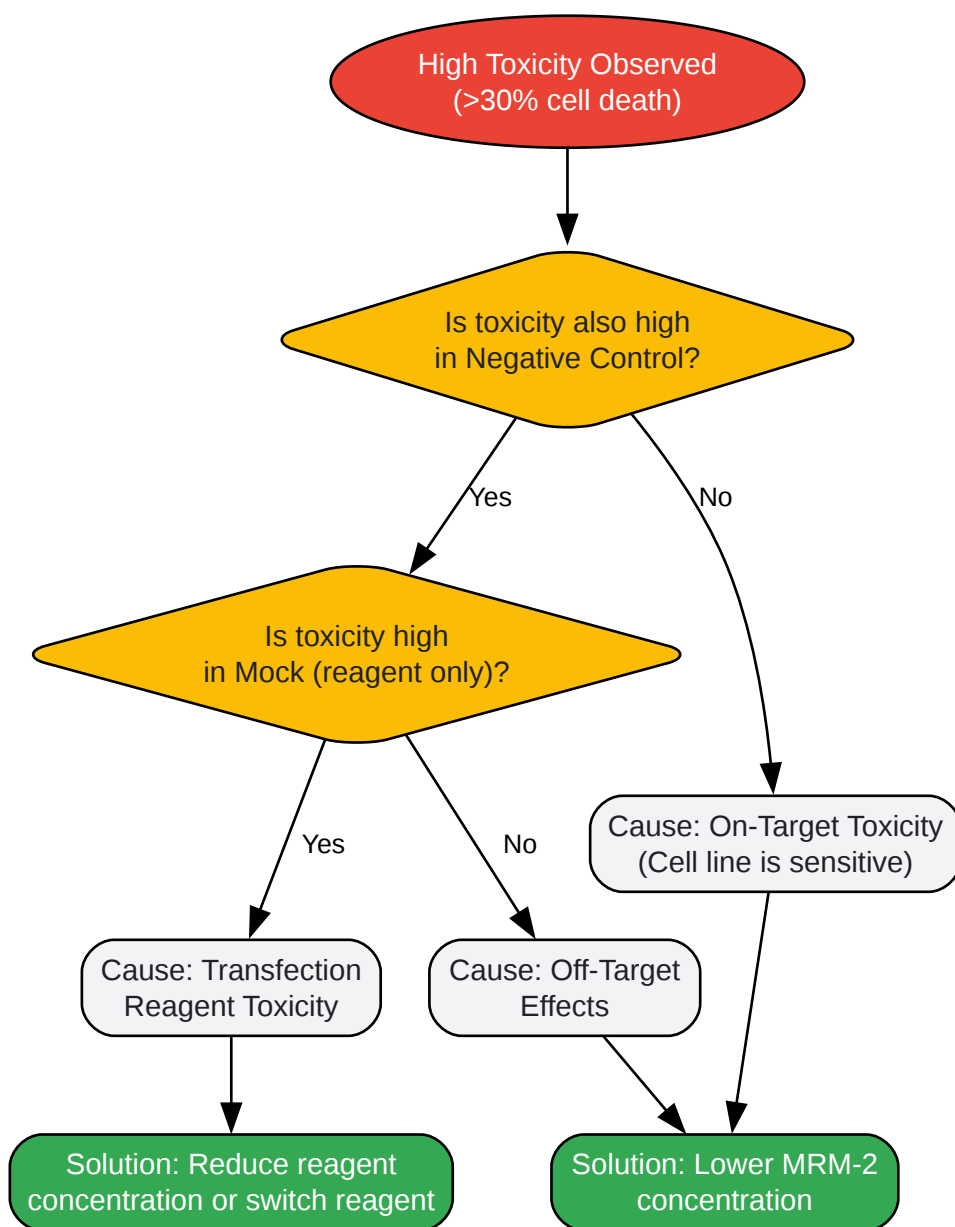 High Toxicity Observed
(>30% cell death)
Is toxicity also high
in Negative Control?
Yes
No
Is toxicity high
in Mock (reagent only)?
Yes
No
Cause: On-Target Toxicity
(Cell line is sensitive)
Cause: Transfection
Reagent Toxicity
Cause: Off-Target
Effects
Solution: Reduce reagent
concentration or switch reagent
Solution: Lower MRM-2
concentration